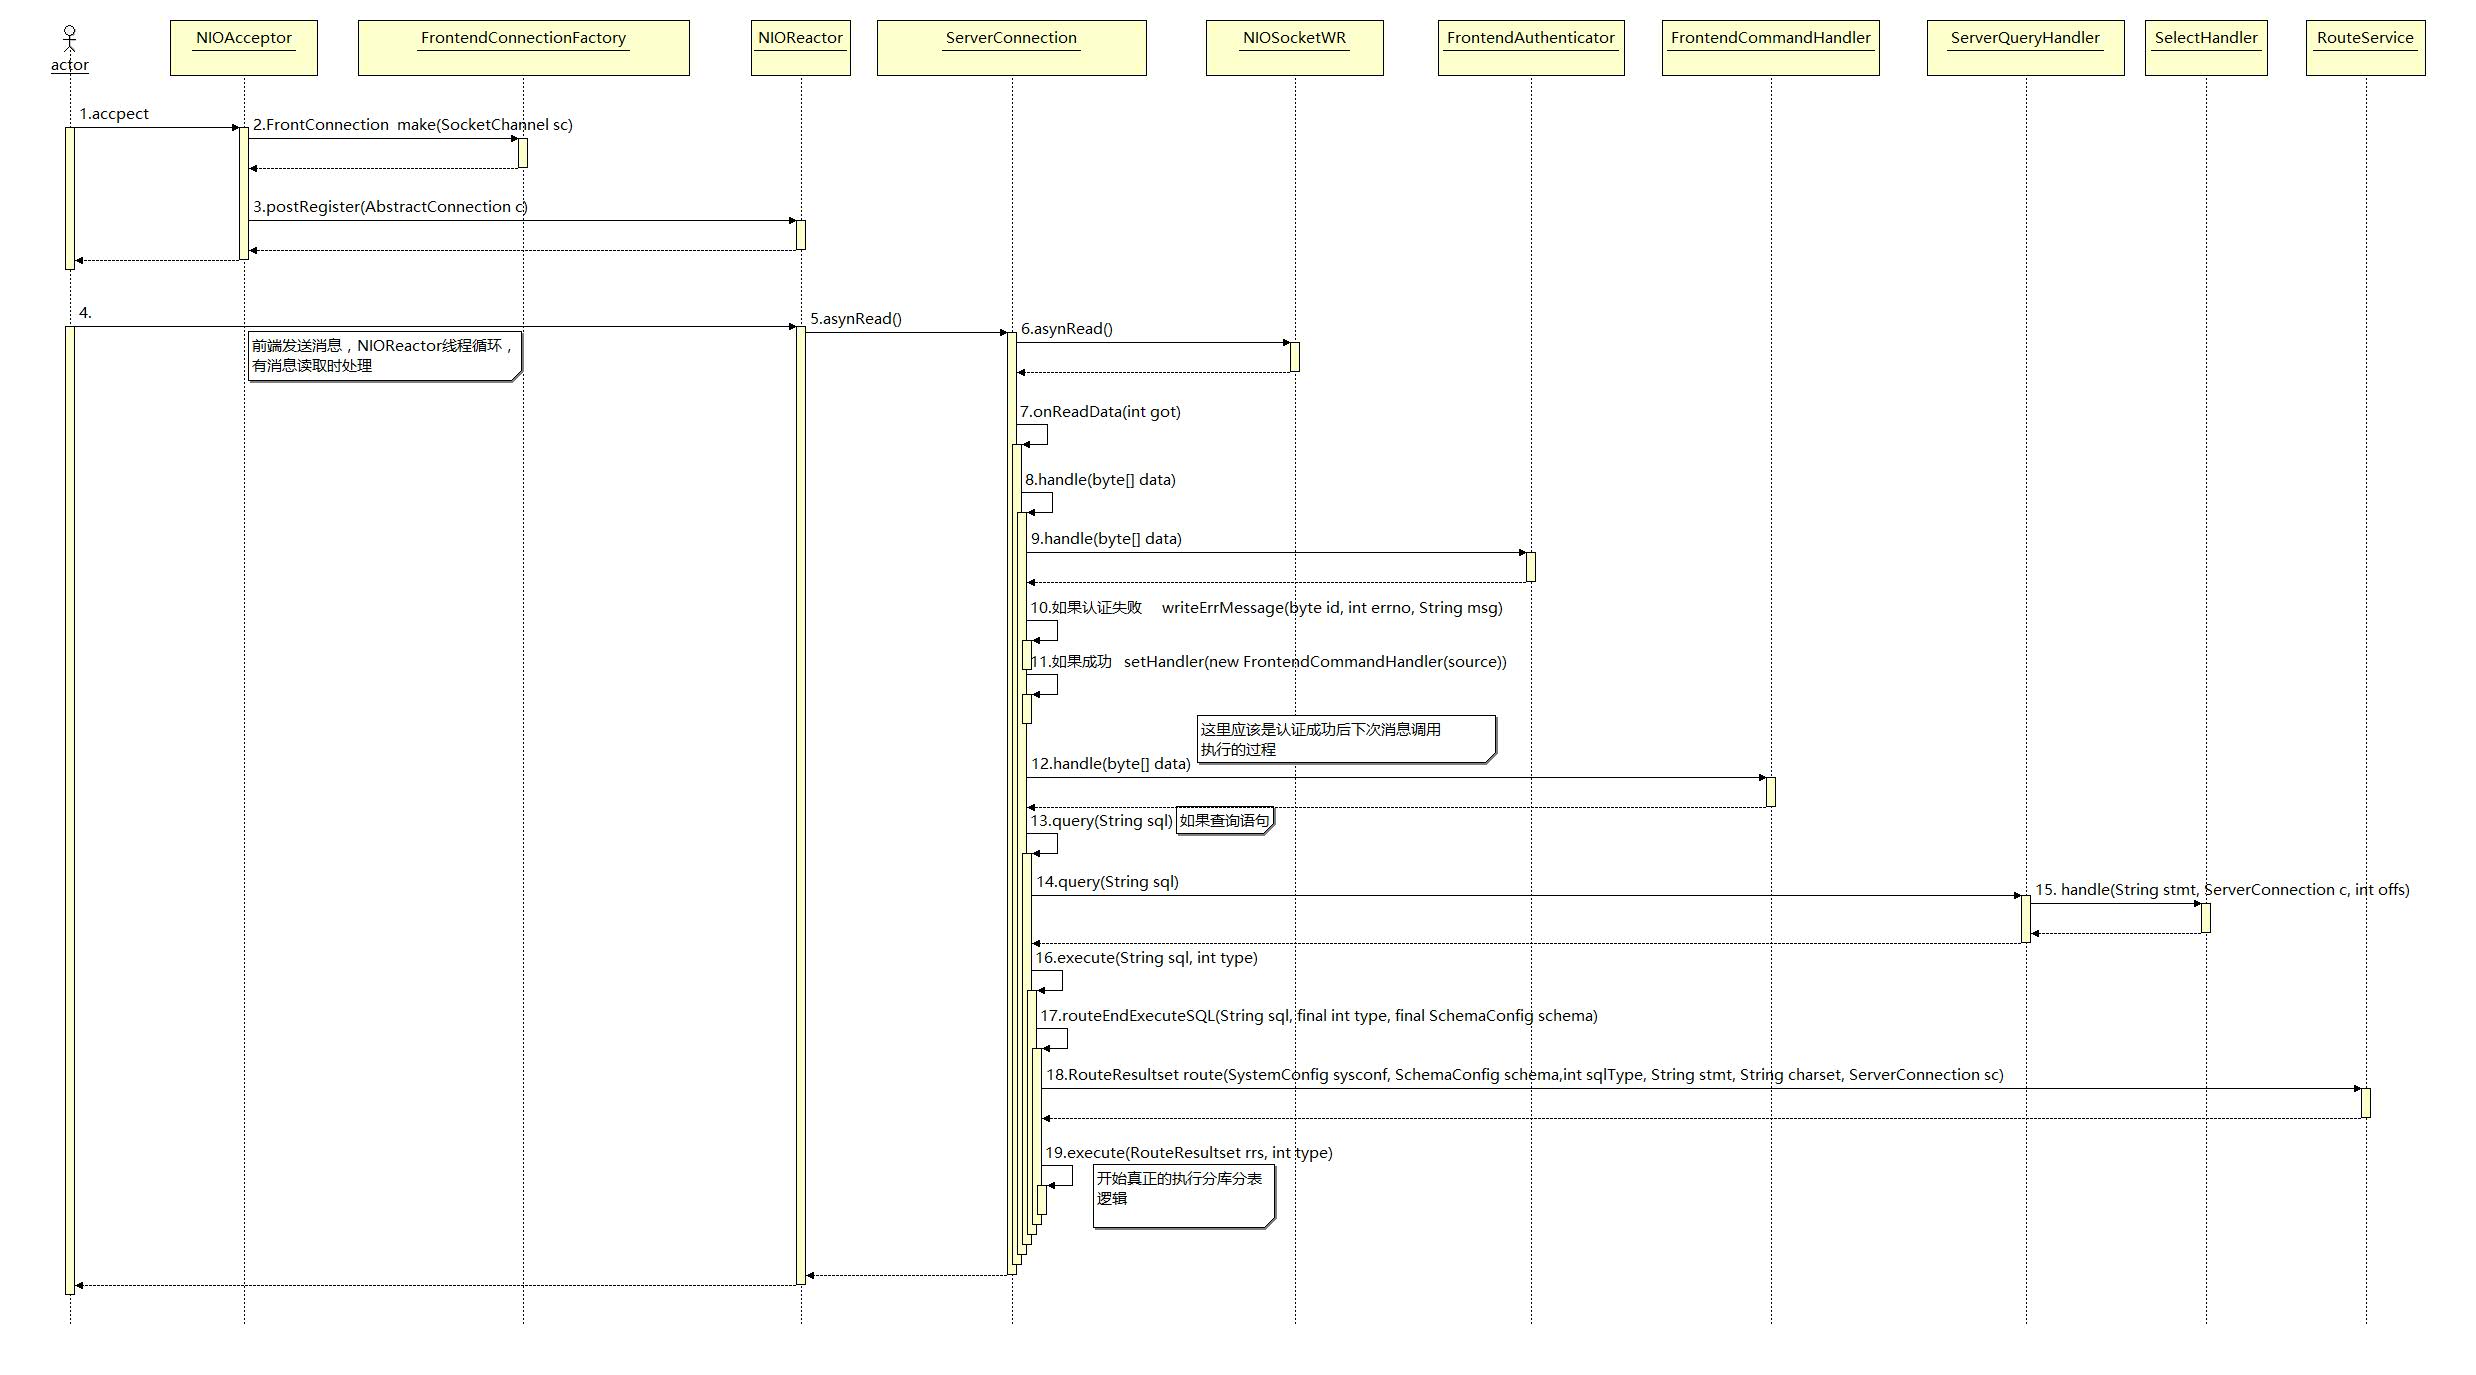 actor
NIOAcceptor
FrontendConnectionFactory
NIOReactor
ServerConnection
NIOSocketWR
FrontendAuthenticator
FrontendCommandHandler
ServerQueryHandler
SelectHandler
RouteService
1.accpect
2.FrontConnection  make(SocketChannel sc)
3.postRegister(AbstractConnection c)
4.
前端发送消息，NIOReactor线程循环，
有消息读取时处理
5.asynRead()
6.asynRead()
7.onReadData(int got)
8.handle(byte[] data)
9.handle(byte[] data)
10.如果认证失败    writeErrMessage(byte id, int errno, String msg)
11.如果成功   setHandler(new FrontendCommandHandler(source))
这里应该是认证成功后下次消息调用
执行的过程
12.handle(byte[] data)
13.query(String sql)
如果查询语句
14.query(String sql)
15. handle(String stmt, ServerConnection c, int offs)
16.execute(String sql, int type)
17.routeEndExecuteSQL(String sql, final int type, final SchemaConfig schema)
18.RouteResultset route(SystemConfig sysconf, SchemaConfig schema,int sqlType, String stmt, String charset, ServerConnection sc)
19.execute(RouteResultset rrs, int type)
开始真正的执行分库分表
逻辑